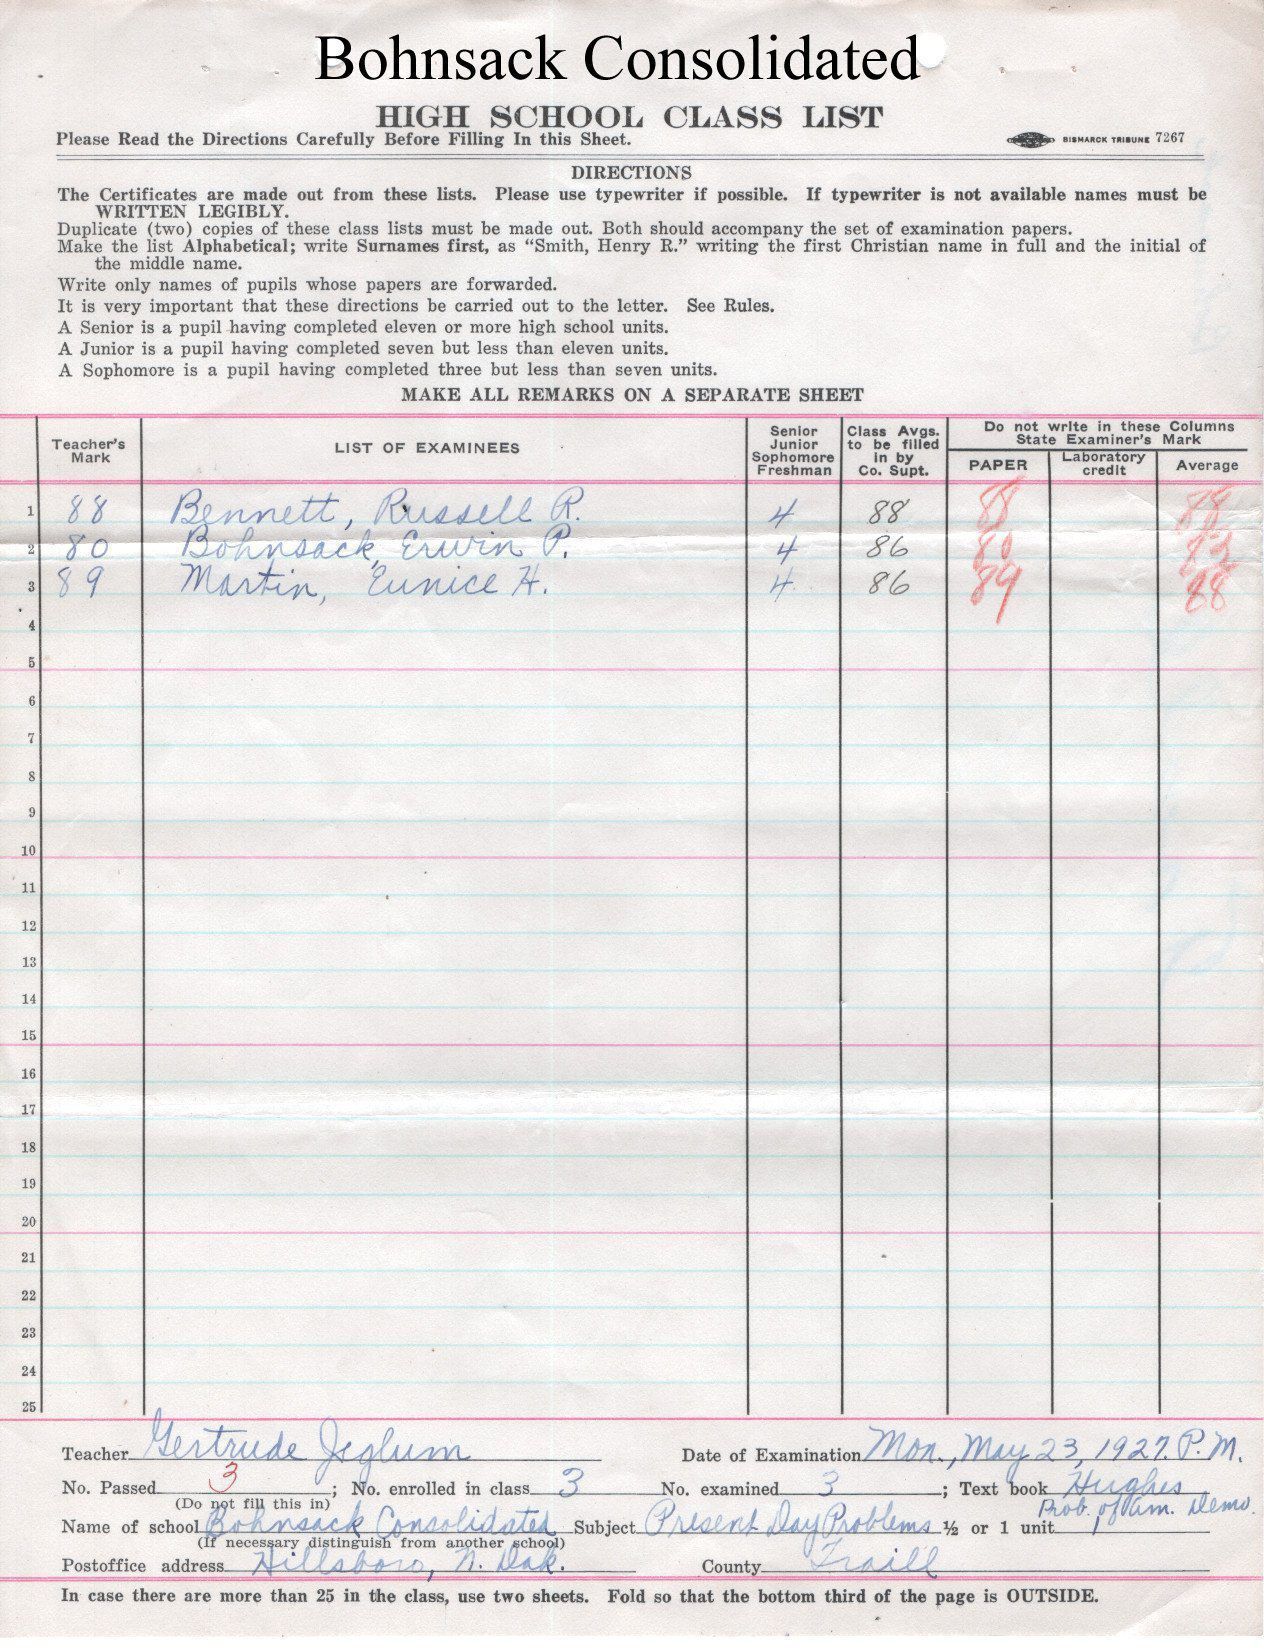 Bohnsack Consolidated
HIGH SCHOOL CLASS LIST
Please Read the Directions Carefully Before Filling In this Sheet.
BISMARCK TRIBUNE 7267
DIRECTIONS
The Certificates are made out from these lists. Please use typewriter if possible. If typewriter is not available names must be
WRITTEN LEGIBLY.
Duplicate (two) copies of these class lists must be made out. Both should accompany the set of examination papers.
Make the list Alphabetical; write Surnames first, as "Smith, Henry R." writing the first Christian name in full and the initial of
the middle name.
Write only names of pupils whose papers are forwarded.
It is very important that these directions be carried out to the letter. See Rules.
A Senior is a pupil having completed eleven or more high school units.
A Junior is a pupil having completed seven but less than eleven units.
A Sophomore is a pupil having completed three but less than seven units.
MAKE ALL REMARKS ON A SEPARATE SHEET
Teacher's Mark
LIST OF EXAMINEES
Senior Junior Sophomore Freshman
Class Avgs. to be filled in by Co. Supt.
Do not write in these Columns
State Examiner's Mark
PAPER Laboratory credit Average
1 88 Bennett, Russell R. 4 88 88 88
2 80 Bohnsack, Erwin P. 4 86 80 83
3 89 Martin, Eunice H. 4 86 89 88
4
5
6
7
8
9
10
11
12
13
14
15
16
17
18
19
20
21
22
23
24
25
Teacher Gertrude Jeglum Date of Examination Mon., May 23, 1927. P.M.
No. Passed 3; No. enrolled in class 3 No. examined 3; Text book Hughes
(Do not fill this in) Prob. of Am. Demo.
Name of school Bohnsack Consolidated Subject Present Day Problems ½ or 1 unit 1
(If necessary distinguish from another school)
Postoffice address Hillsboro, N. Dak. County Traill
In case there are more than 25 in the class, use two sheets. Fold so that the bottom third of the page is OUTSIDE.